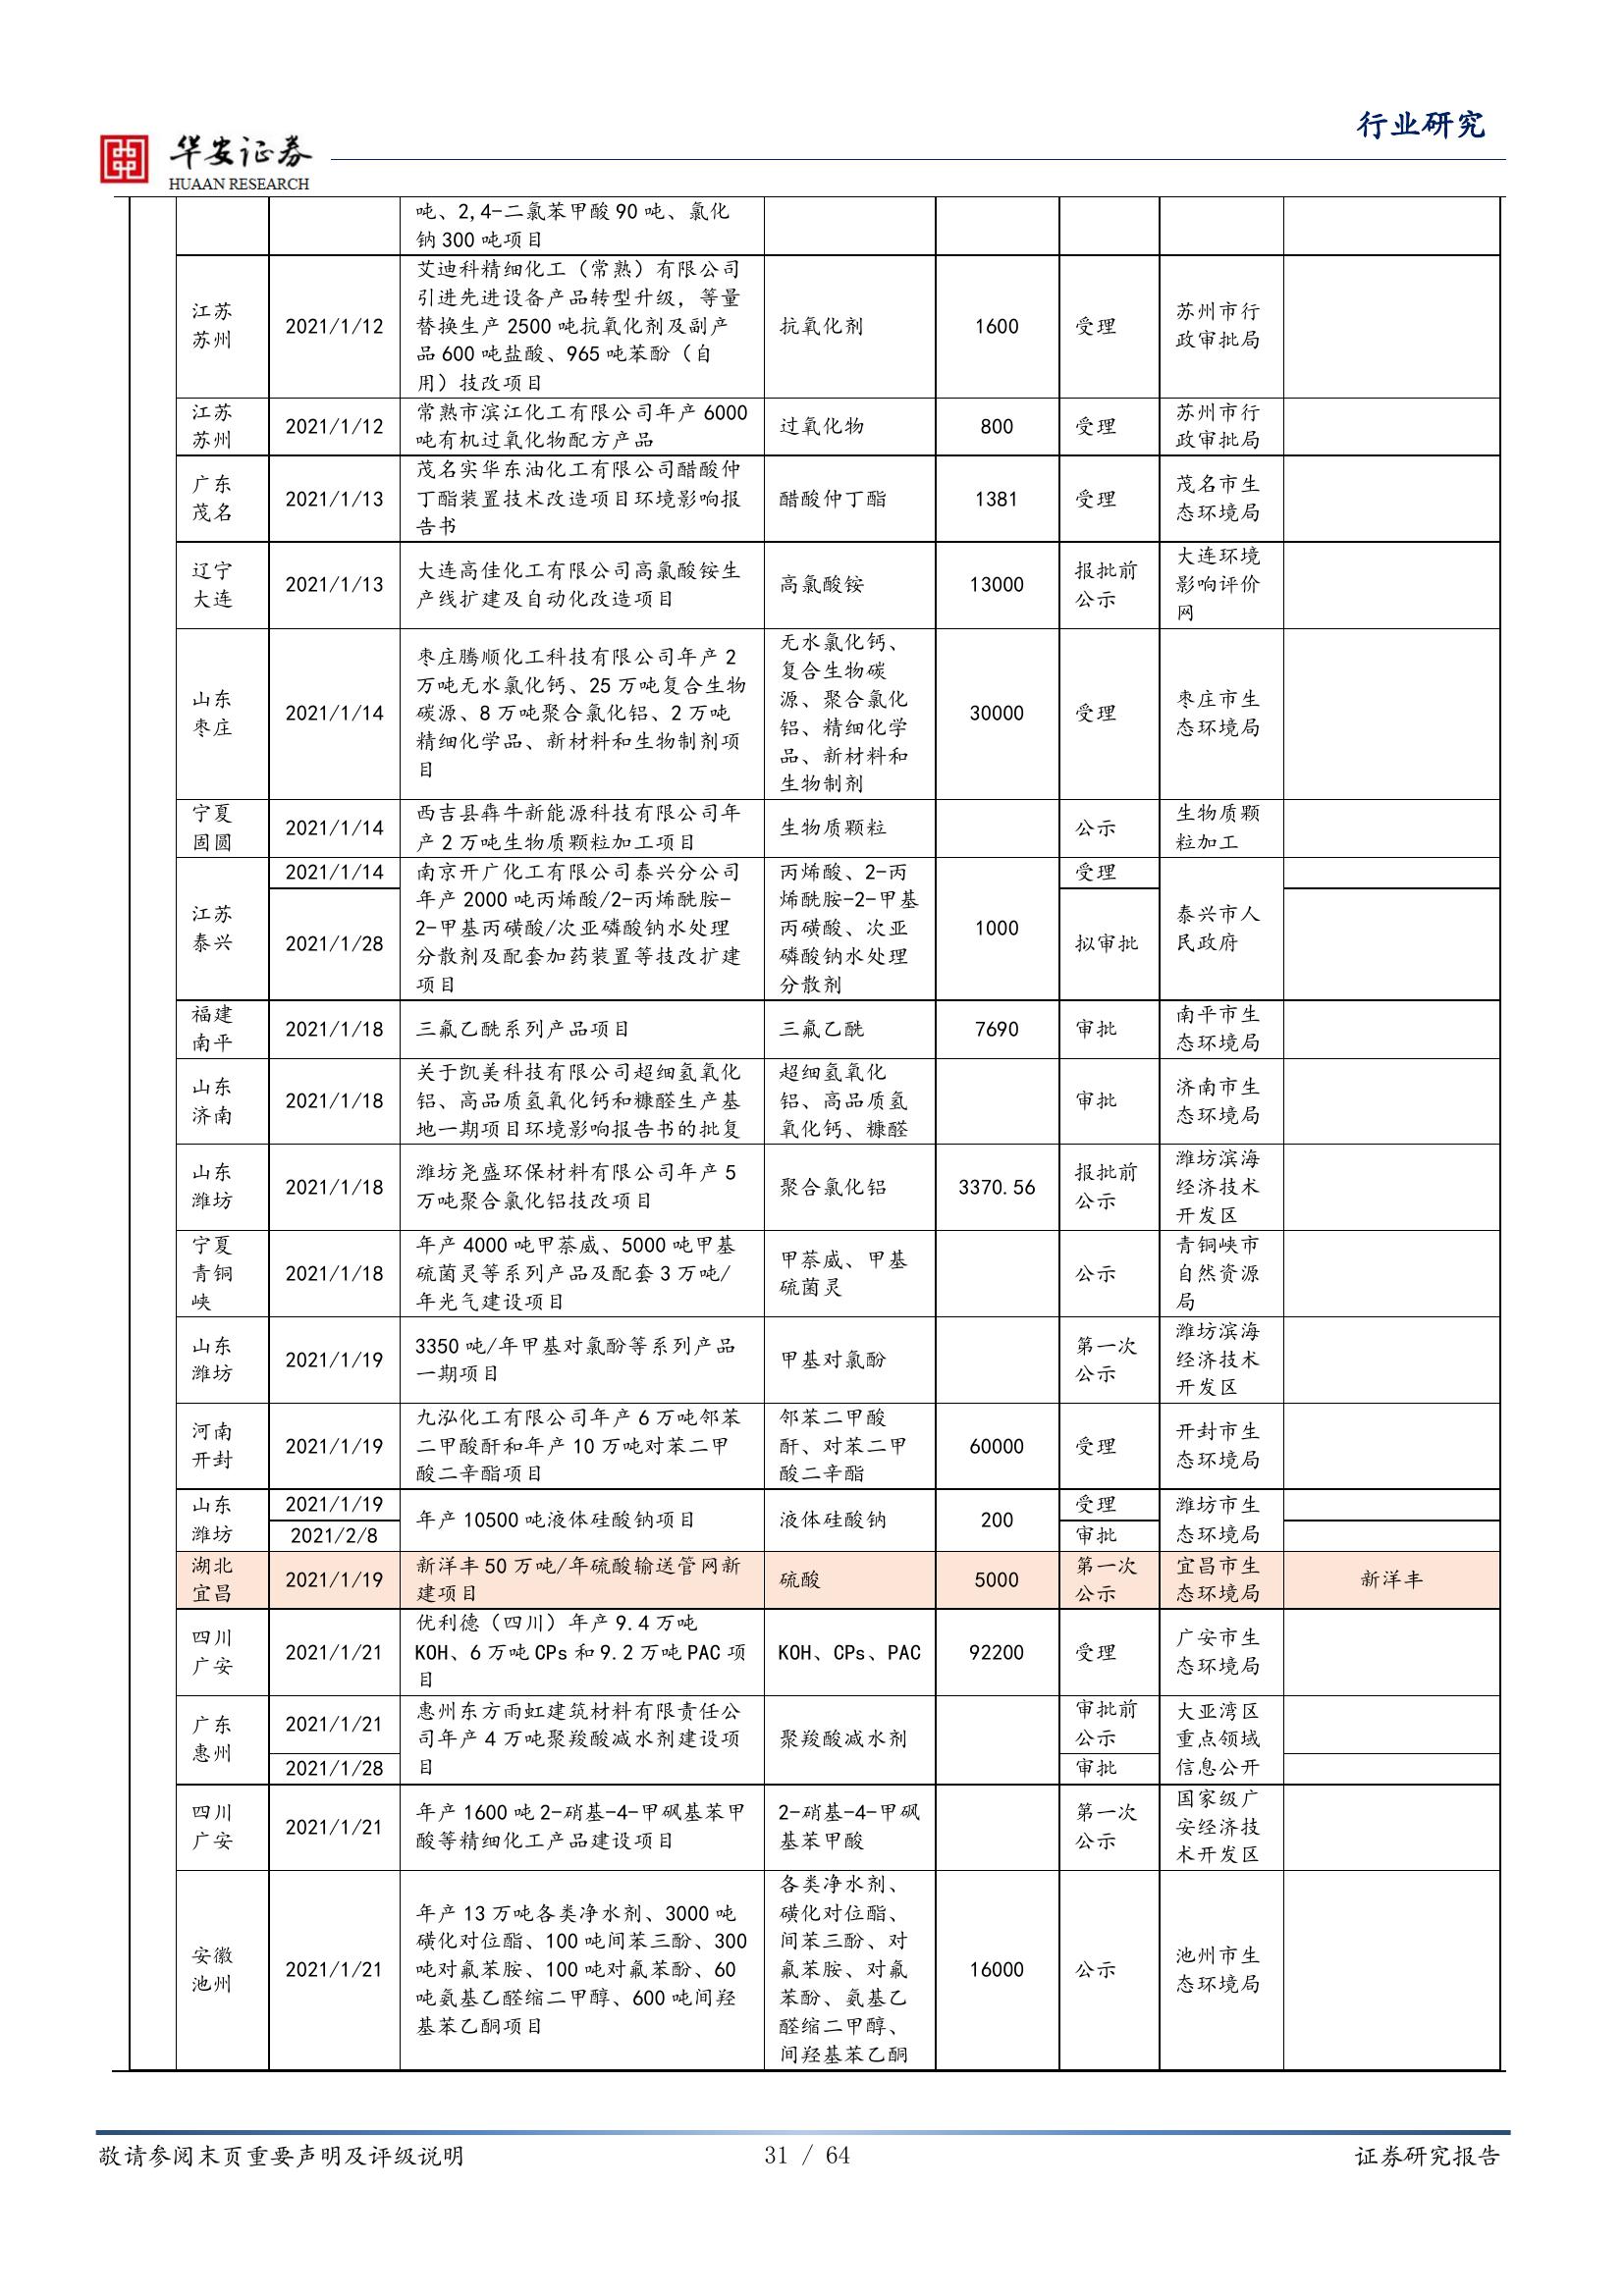 行业研究
华安证券
HUAAN RESEARCH
吨、2,4-二氯苯甲酸 90 吨、氯化
钠 300 吨项目
江苏
苏州
2021/1/12
艾迪科精细化工（常熟）有限公司
引进先进设备产品转型升级，等量
替换生产 2500 吨抗氧化剂及副产
品 600 吨盐酸、965 吨苯酚（自
用）技改项目
抗氧化剂
1600
受理
苏州市行
政审批局
江苏
苏州
2021/1/12
常熟市滨江化工有限公司年产 6000
吨有机过氧化物配方产品
过氧化物
800
受理
苏州市行
政审批局
广东
茂名
2021/1/13
茂名实华东油化工有限公司醋酸仲
丁酯装置技术改造项目环境影响报
告书
醋酸仲丁酯
1381
受理
茂名市生
态环境局
辽宁
大连
2021/1/13
大连高佳化工有限公司高氯酸铵生
产线扩建及自动化改造项目
高氯酸铵
13000
报批前
公示
大连环境
影响评价
网
山东
枣庄
2021/1/14
枣庄腾顺化工科技有限公司年产 2
万吨无水氯化钙、25 万吨复合生物
碳源、8 万吨聚合氯化铝、2 万吨
精细化学品、新材料和生物制剂项
目
无水氯化钙、
复合生物碳
源、聚合氯化
铝、精细化学
品、新材料和
生物制剂
30000
受理
枣庄市生
态环境局
宁夏
固圆
2021/1/14
西吉县犇牛新能源科技有限公司年
产 2 万吨生物质颗粒加工项目
生物质颗粒
公示
生物质颗
粒加工
江苏
泰兴
2021/1/14
2021/1/28
南京开广化工有限公司泰兴分公司
年产 2000 吨丙烯酸/2-丙烯酰胺-
2-甲基丙磺酸/次亚磷酸钠水处理
分散剂及配套加药装置等技改扩建
项目
丙烯酸、2-丙
烯酰胺-2-甲基
丙磺酸、次亚
磷酸钠水处理
分散剂
1000
受理
拟审批
泰兴市人
民政府
福建
南平
2021/1/18
三氟乙酰系列产品项目
三氟乙酰
7690
审批
南平市生
态环境局
山东
济南
2021/1/18
关于凯美科技有限公司超细氢氧化
铝、高品质氢氧化钙和糠醛生产基
地一期项目环境影响报告书的批复
超细氢氧化
铝、高品质氢
氧化钙、糠醛
审批
济南市生
态环境局
山东
潍坊
2021/1/18
潍坊尧盛环保材料有限公司年产 5
万吨聚合氯化铝技改项目
聚合氯化铝
3370.56
报批前
公示
潍坊滨海
经济技术
开发区
宁夏
青铜
峡
2021/1/18
年产 4000 吨甲萘威、5000 吨甲基
硫菌灵等系列产品及配套 3 万吨/
年光气建设项目
甲萘威、甲基
硫菌灵
公示
青铜峡市
自然资源
局
山东
潍坊
2021/1/19
3350 吨/年甲基对氯酚等系列产品
一期项目
甲基对氯酚
第一次
公示
潍坊滨海
经济技术
开发区
河南
开封
2021/1/19
九泓化工有限公司年产 6 万吨邻苯
二甲酸酐和年产 10 万吨对苯二甲
酸二辛酯项目
邻苯二甲酸
酐、对苯二甲
酸二辛酯
60000
受理
开封市生
态环境局
山东
潍坊
2021/1/19
2021/2/8
年产 10500 吨液体硅酸钠项目
液体硅酸钠
200
受理
审批
潍坊市生
态环境局
湖北
宜昌
2021/1/19
新洋丰 50 万吨/年硫酸输送管网新
建项目
硫酸
5000
第一次
公示
宜昌市生
态环境局
新洋丰
四川
广安
2021/1/21
优利德（四川）年产 9.4 万吨
KOH、6 万吨 CPs 和 9.2 万吨 PAC 项
目
KOH、CPs、PAC
92200
受理
广安市生
态环境局
广东
惠州
2021/1/21
2021/1/28
惠州东方雨虹建筑材料有限责任公
司年产 4 万吨聚羧酸减水剂建设项
目
聚羧酸减水剂
审批前
公示
审批
大亚湾区
重点领域
信息公开
四川
广安
2021/1/21
年产 1600 吨 2-硝基-4-甲砜基苯甲
酸等精细化工产品建设项目
2-硝基-4-甲砜
基苯甲酸
第一次
公示
国家级广
安经济技
术开发区
安徽
池州
2021/1/21
年产 13 万吨各类净水剂、3000 吨
磺化对位酯、100 吨间苯三酚、300
吨对氟苯胺、100 吨对氟苯酚、60
吨氨基乙醛缩二甲醇、600 吨间羟
基苯乙酮项目
各类净水剂、
磺化对位酯、
间苯三酚、对
氟苯胺、对氟
苯酚、氨基乙
醛缩二甲醇、
间羟基苯乙酮
16000
公示
池州市生
态环境局
敬请参阅末页重要声明及评级说明
31 / 64
证券研究报告